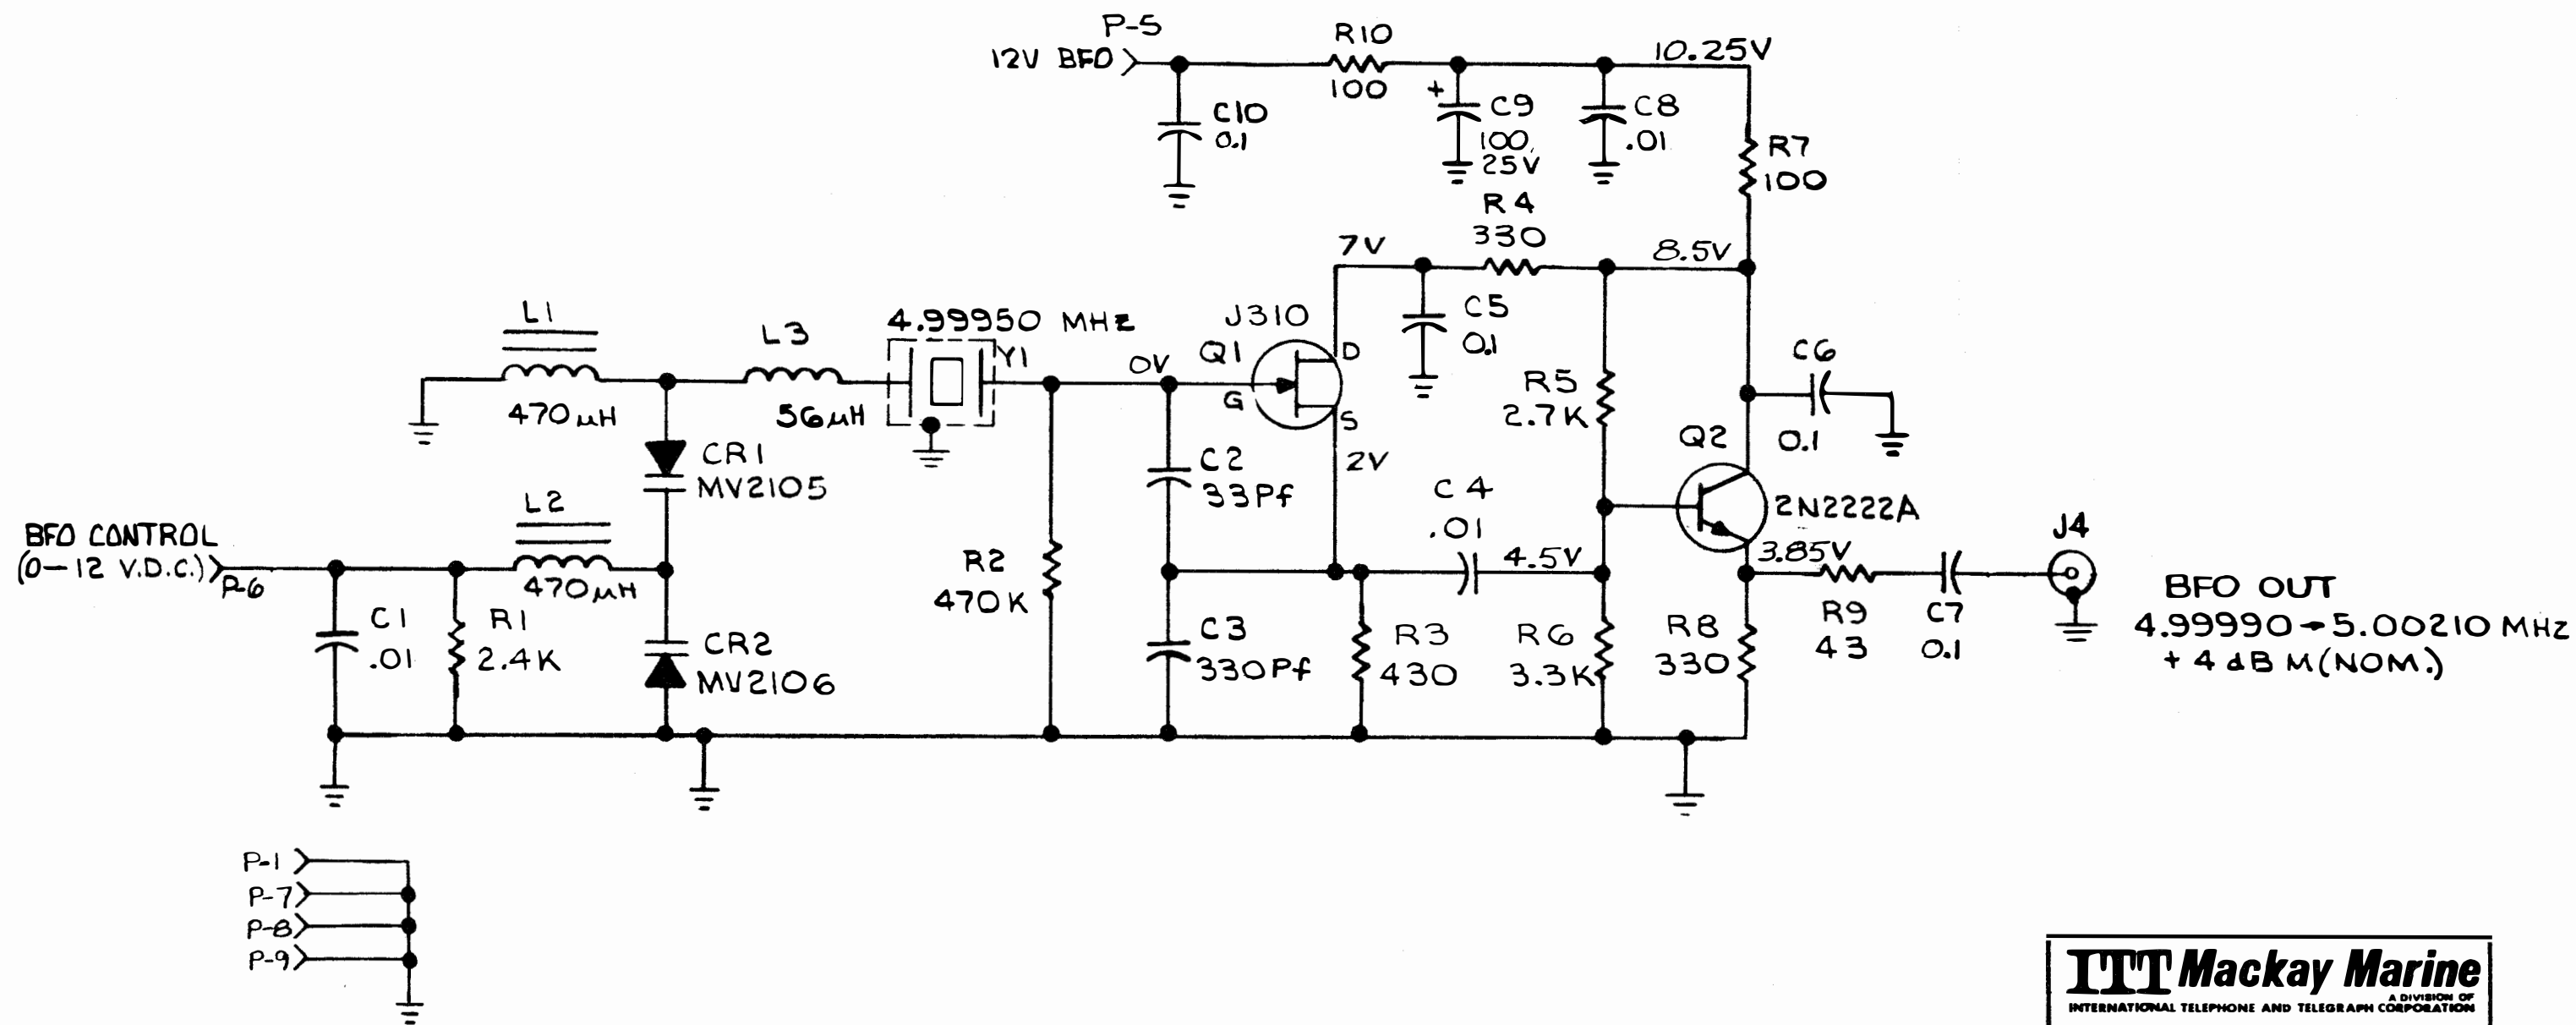 P-5
12V BFO
R10
100
10.25V
C10
0.1
+
C9
100
25V
C8
.01
R7
100
R4
330
7V
8.5V
C5
0.1
L1
470µH
L3
56µH
4.99950 MHZ
Y1
0V
J310
Q1
D
G
S
2V
R5
2.7K
C6
0.1
Q2
2N2222A
CR1
MV2105
C2
33Pf
C4
.01
4.5V
3.85V
J4
BFO CONTROL
(0-12 V.D.C.)
P-6
L2
470µH
R2
470K
C1
.01
R1
2.4K
CR2
MV2106
C3
330Pf
R3
430
R6
3.3K
R8
330
R9
43
C7
0.1
BFO OUT
4.99990→5.00210 MHZ
+ 4 dB M(NOM.)
P-1
P-7
P-8
P-9
ITT Mackay Marine
A DIVISION OF
INTERNATIONAL TELEPHONE AND TELEGRAPH CORPORATION